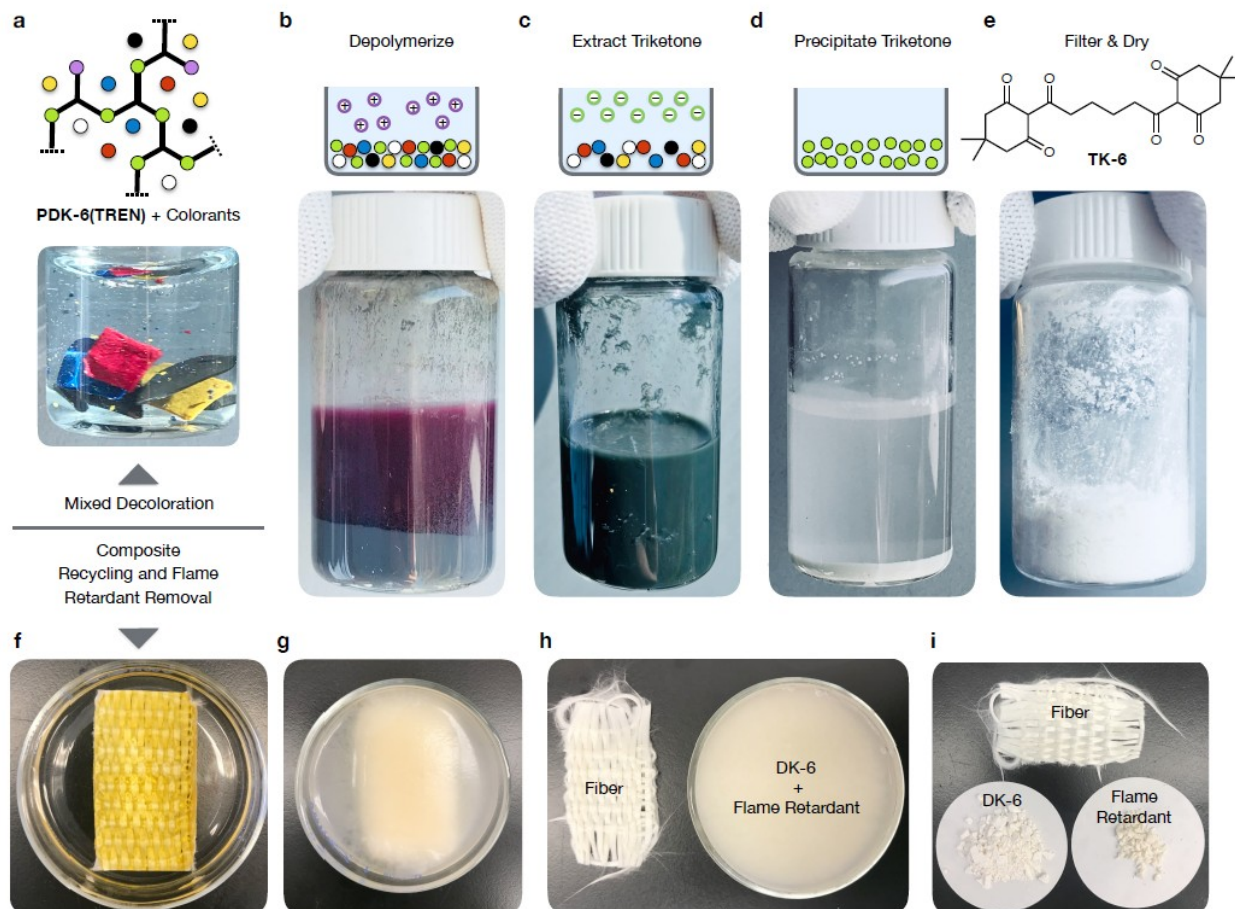 a
PDK-6(TREN) + Colorants
Mixed Decoloration
Composite
Recycling and Flame
Retardant Removal
b
Depolymerize
c
Extract Triketone
d
Precipitate Triketone
e
Filter & Dry
O O O O
O O
TK-6
f
g
h
Fiber
DK-6
+
Flame Retardant
i
Fiber
DK-6
Flame
Retardant